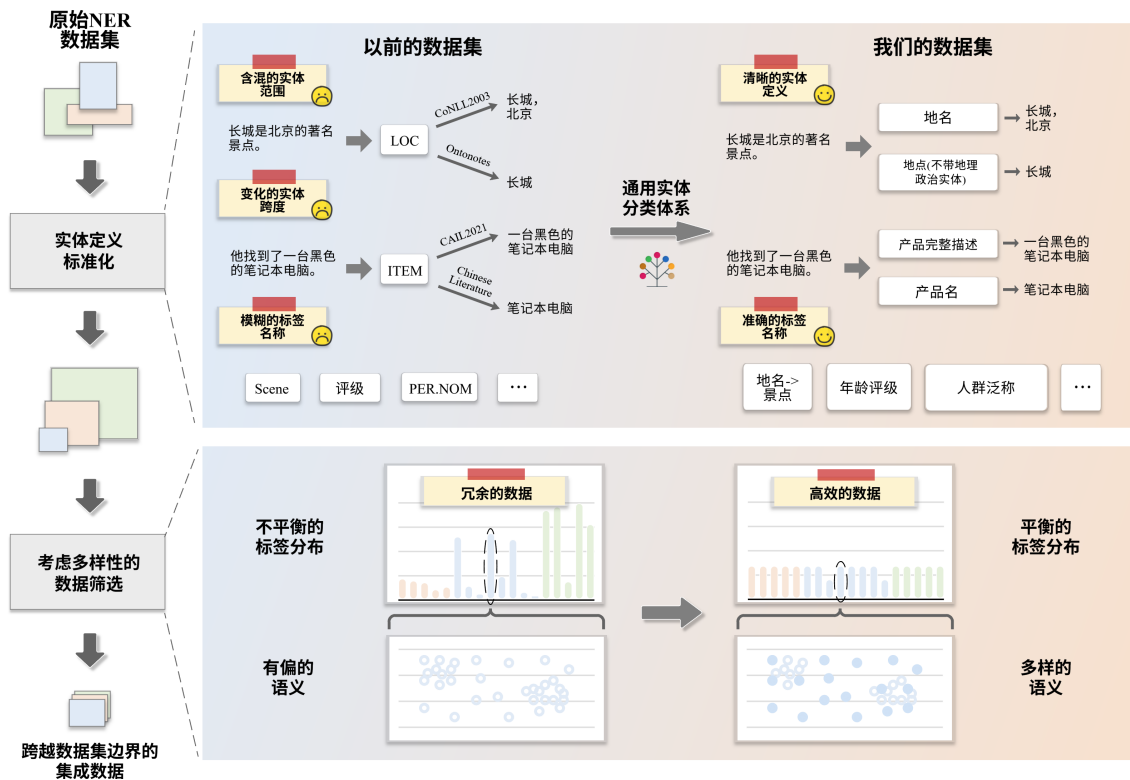 原始NER
数据集
实体定义
标准化
考虑多样性的
数据筛选
跨越数据集边界的
集成数据
以前的数据集
含混的实体
范围
长城是北京的著名
景点。
LOC
CoNLL2003
长城，
北京
Ontonotes
长城
变化的实体
跨度
他找到了一台黑色
的笔记本电脑。
ITEM
CAIL2021
一台黑色的
笔记本电脑
Chinese
Literature
笔记本电脑
模糊的标签
名称
Scene
评级
PER.NOM
...
通用实体
分类体系
我们的数据集
清晰的实体
定义
长城是北京的著名
景点。
地名
长城，
北京
地点(不带地理
政治实体)
长城
他找到了一台黑色
的笔记本电脑。
产品完整描述
一台黑色的
笔记本电脑
产品名
笔记本电脑
准确的标签
名称
地名->
景点
年龄评级
人群泛称
...
不平衡的
标签分布
冗余的数据
高效的数据
平衡的
标签分布
有偏的
语义
多样的
语义